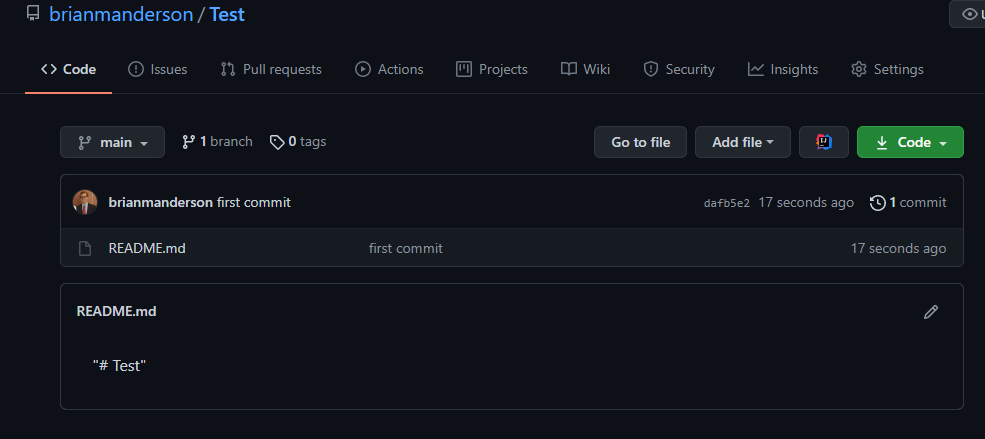 brianmanderson / Test
Code Issues Pull requests Actions Projects Wiki Security Insights Settings
main 1 branch 0 tags Go to file Add file Code
brianmanderson first commit dafb5e2 17 seconds ago 1 commit
README.md first commit 17 seconds ago
README.md
"# Test"